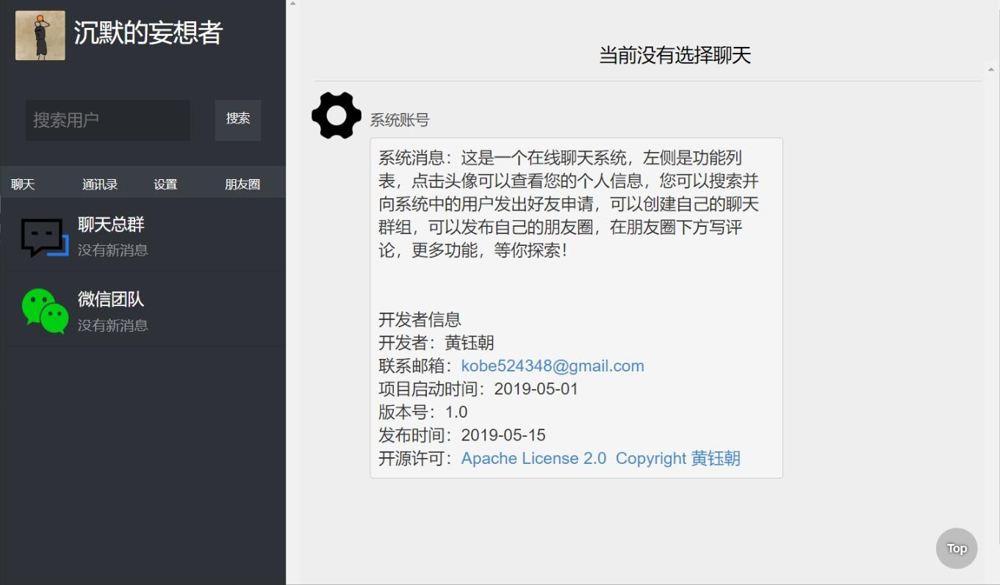 沉默的妄想者
搜索用户
搜索
聊天 通讯录 设置 朋友圈
聊天总群
没有新消息
微信团队
没有新消息
当前没有选择聊天
系统账号
系统消息：这是一个在线聊天系统，左侧是功能列
表，点击头像可以查看您的个人信息，您可以搜索并
向系统中的用户发出好友申请，可以创建自己的聊天
群组，可以发布自己的朋友圈，在朋友圈下方写评
论，更多功能，等你探索！
开发者信息
开发者：黄钰朝
联系邮箱：kobe524348@gmail.com
项目启动时间：2019-05-01
版本号：1.0
发布时间：2019-05-15
开源许可：Apache License 2.0  Copyright 黄钰朝
Top